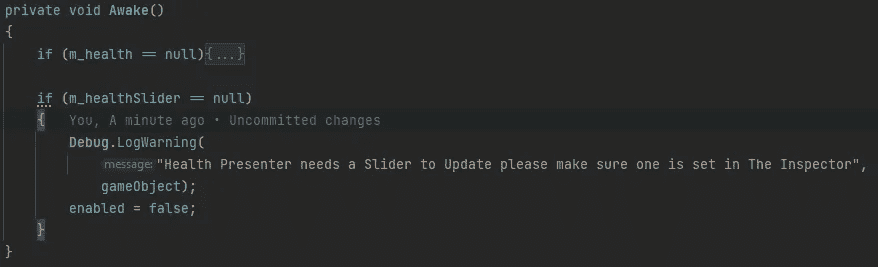 private void Awake()
{
if (m_health == null){...}
if (m_healthSlider == null)
{ You, A minute ago • Uncommitted changes
Debug.LogWarning(
message: "Health Presenter needs a Slider to Update please make sure one is set in The Inspector",
gameObject);
enabled = false;
}
}